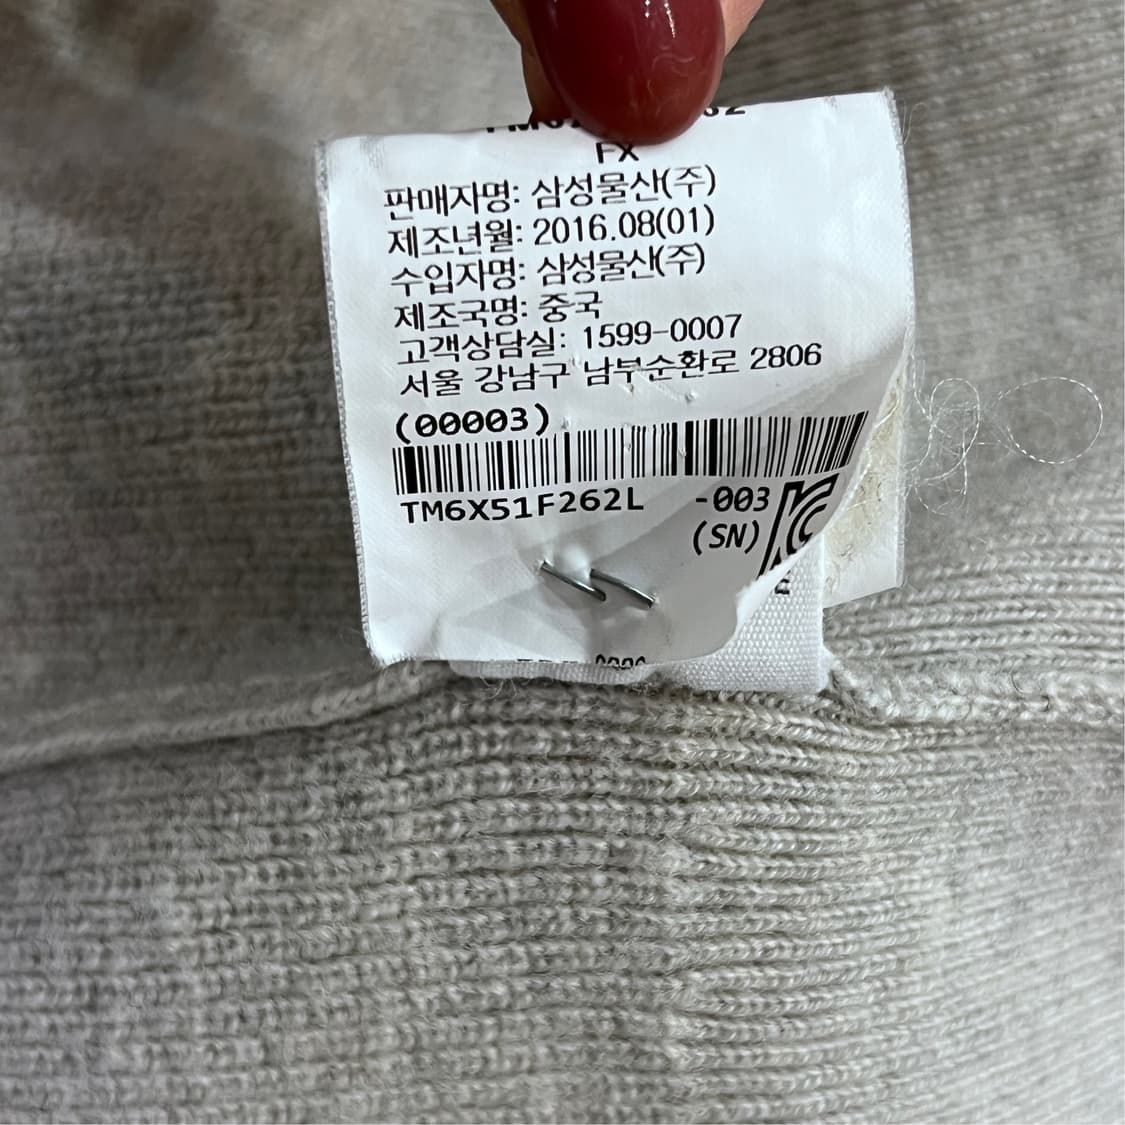 FX
판매자명: 삼성물산(주)
제조년월: 2016.08(01)
수입자명: 삼성물산(주)
제조국명: 중국
고객상담실: 1599-0007
서울 강남구 남부순환로 2806
(00003)
TM6X51F262L -003
(SN)